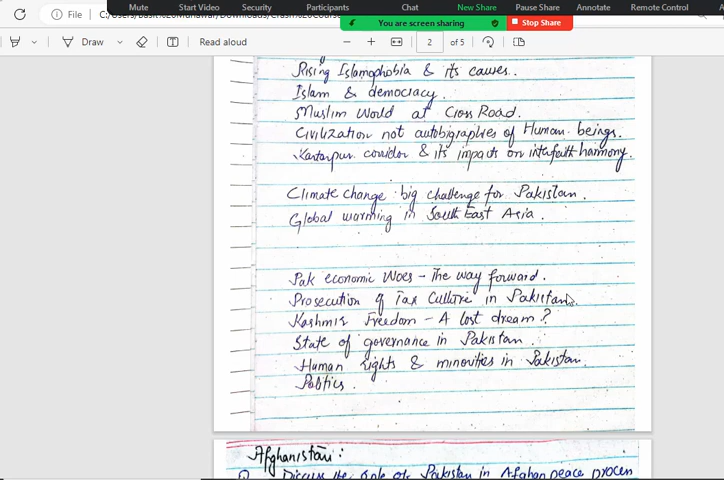 Mute Start Video Security Participants Chat New Share Pause Share Annotate Remote Control
File C:/Users/Basit
You are screen sharing Stop Share
Draw Read aloud 2 of 5
Rising Islamophobia & its causes.
Islam & democracy.
Muslim World at Cross Road.
Civilization not autobigraphies of Human beings.
Kartarpur corridor & its impacts on intrafaith harmony.
Climate change big challenge for Pakistan.
Global warming in South East Asia.
Pak economic Woes - The way forward.
Prosecution of Tax Culture in Pakistan
Kashmir Freedom - A lost dream?
State of governance in Pakistan.
Human rights & minorities in Pakistan.
Politics.
Afghanistan:
Discuss the role of Pakistan in Afghan peace process